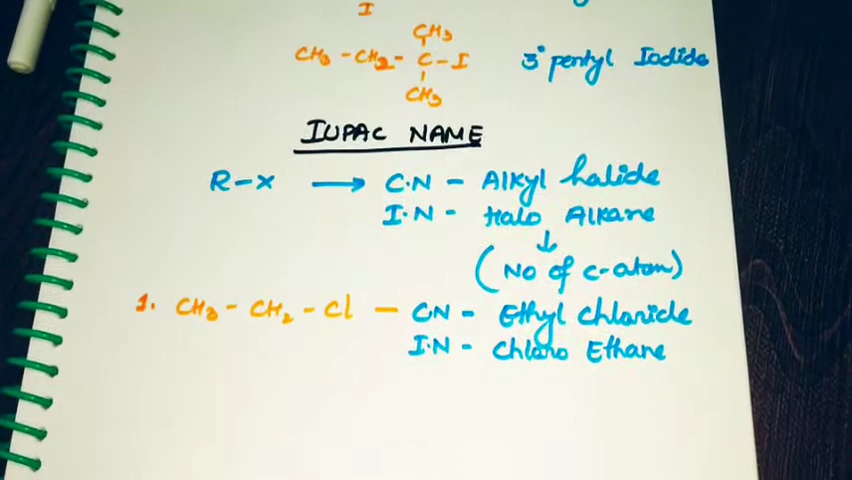 I
CH3
CH3 - CH2 - C - I 3° pentyl Iodide
CH3
IUPAC NAME
R-x → C·N - Alkyl halide
I·N - Halo Alkane
↓
(No of c-atom)
1. CH3 - CH2 - Cl - C·N - Ethyl chloride
I·N - Chloro Ethane